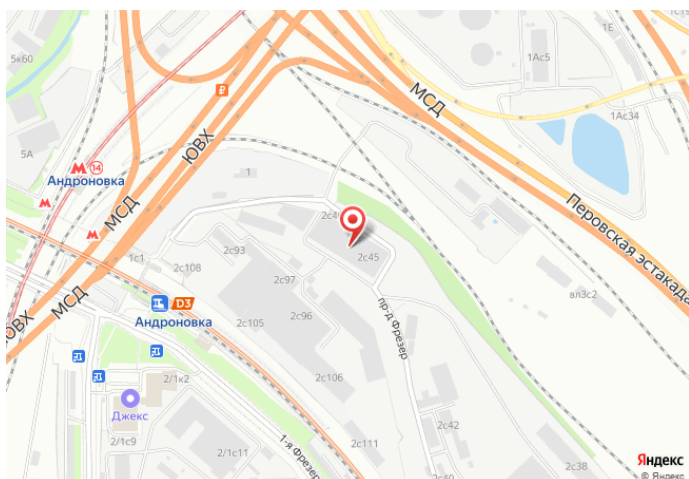 5к60
1Е
1с19
1Ас5
₽
МСД
1Ас34
ЮВХ
5А
М 14
Андроновка
1
М
МСД
2с4
Перовская эстакада
М
2с93
2с45
1с1
2с108
2с97
вл3с2
МСД
D3
ЮВХ
Андроновка
2с105
2с96
пр-д Фрезер
2с106
2/1к2
Джекс
2с42
2/1с9
2/1с11
1-я Фрезер
2с111
2с40
2с38
Яндекс
© Яндекс